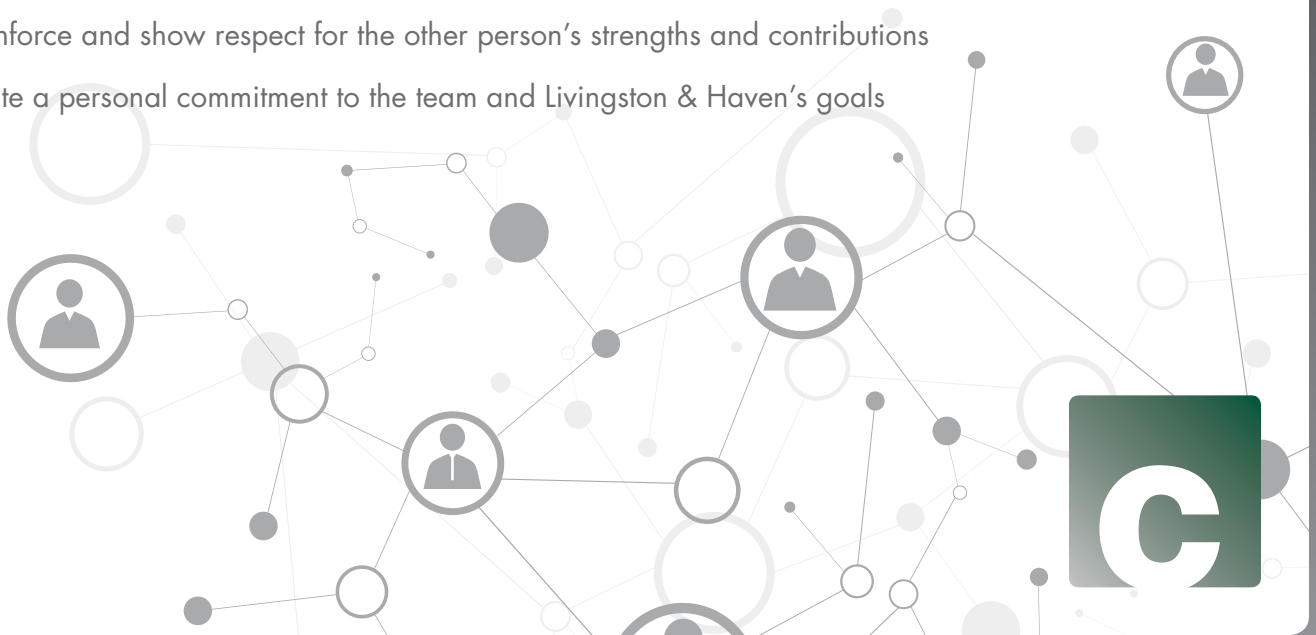 nforce and show respect for the other person’s strengths and contributions
te a personal commitment to the team and Livingston & Haven’s goals
c